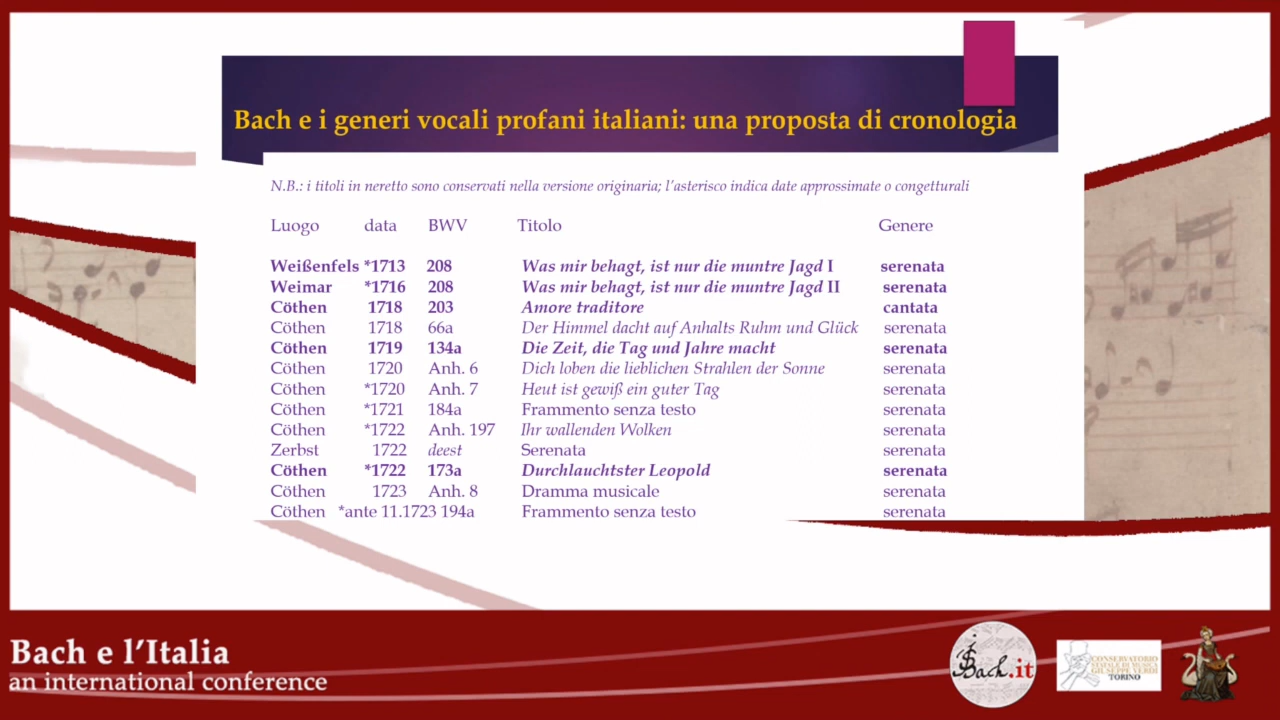 Bach e i generi vocali profani italiani: una proposta di cronologia
N.B.: i titoli in neretto sono conservati nella versione originaria; l'asterisco indica date approssimate o congetturali
Luogo data BWV Titolo Genere
Weißenfels *1713 208 Was mir behagt, ist nur die muntre Jagd I serenata
Weimar *1716 208 Was mir behagt, ist nur die muntre Jagd II serenata
Cöthen 1718 203 Amore traditore cantata
Cöthen 1718 66a Der Himmel dacht auf Anhalts Ruhm und Glück serenata
Cöthen 1719 134a Die Zeit, die Tag und Jahre macht serenata
Cöthen 1720 Anh. 6 Dich loben die lieblichen Strahlen der Sonne serenata
Cöthen *1720 Anh. 7 Heut ist gewiß ein guter Tag serenata
Cöthen *1721 184a Frammento senza testo serenata
Cöthen *1722 Anh. 197 Ihr wallenden Wolken serenata
Zerbst 1722 deest Serenata serenata
Cöthen *1722 173a Durchlauchtster Leopold serenata
Cöthen 1723 Anh. 8 Dramma musicale serenata
Cöthen *ante 11.1723 194a Frammento senza testo serenata
Bach e l'Italia
an international conference
JSBach.it
CONSERVATORIO
STATALE DI MUSICA
GIUSEPPE VERDI
TORINO